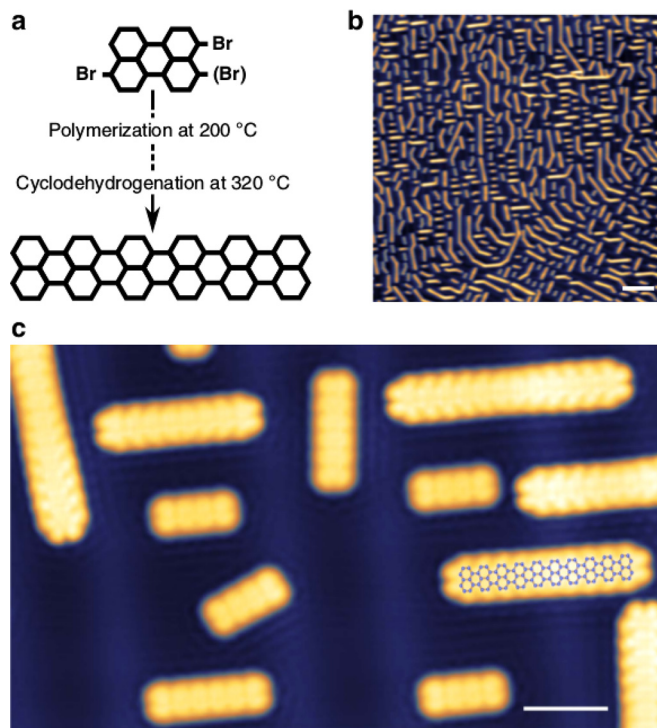 a
Br
Br
(Br)
Polymerization at 200 °C
Cyclodehydrogenation at 320 °C
b
c